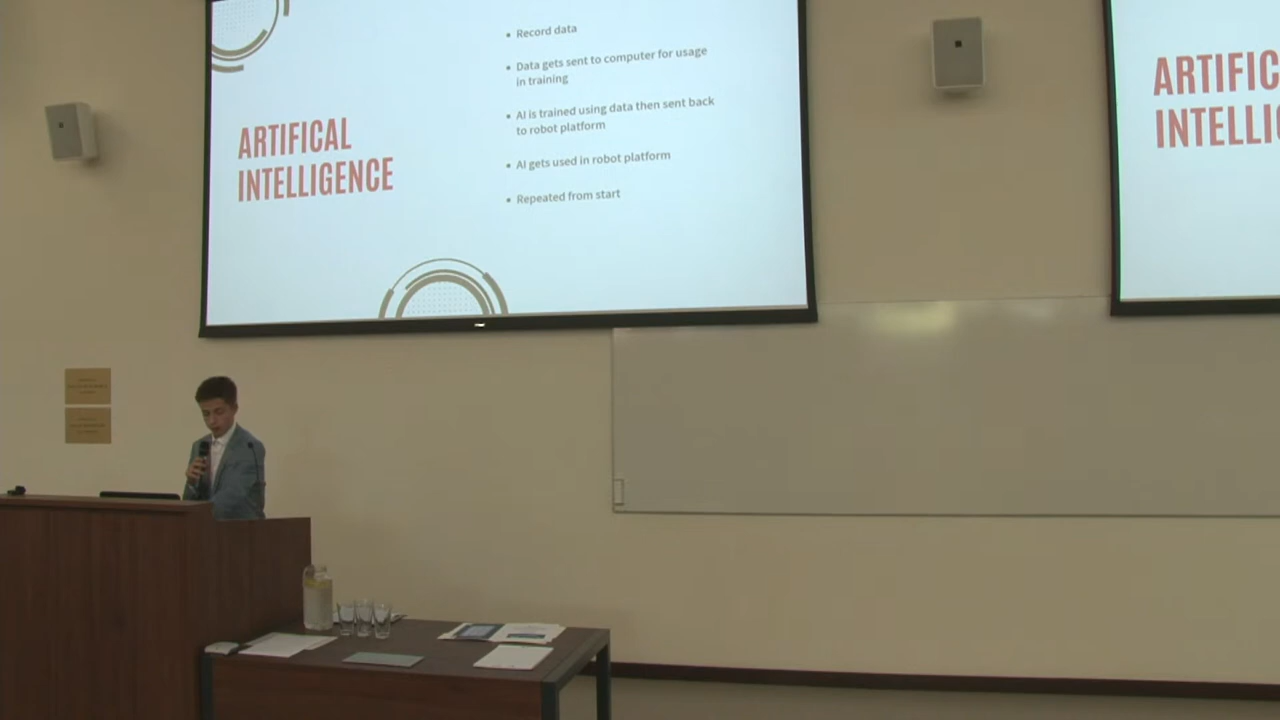 ARTIFICAL
INTELLIGENCE
• Record data
• Data gets sent to computer for usage
in training
• AI is trained using data then sent back
to robot platform
• AI gets used in robot platform
• Repeated from start
ARTIFIC
INTELLIG